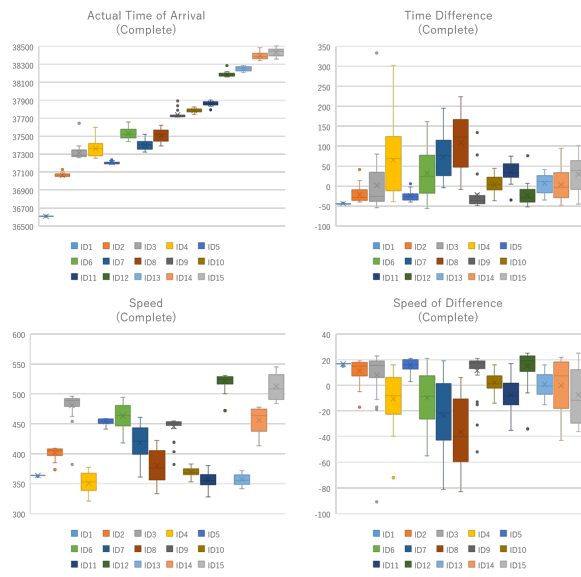 Actual Time of Arrival
(Complete)
38500
38300
38100
37900
37700
37500
37300
37100
36900
36700
36500
ID1 ID2 ID3 ID4 ID5
ID6 ID7 ID8 ID9 ID10
ID11 ID12 ID13 ID14 ID15
Time Difference
(Complete)
350
300
250
200
150
100
50
0
-50
-100
ID1 ID2 ID3 ID4 ID5
ID6 ID7 ID8 ID9 ID10
ID11 ID12 ID13 ID14 ID15
Speed
(Complete)
600
550
500
450
400
350
300
ID1 ID2 ID3 ID4 ID5
ID6 ID7 ID8 ID9 ID10
ID11 ID12 ID13 ID14 ID15
Speed of Difference
(Complete)
40
20
0
-20
-40
-60
-80
-100
ID1 ID2 ID3 ID4 ID5
ID6 ID7 ID8 ID9 ID10
ID11 ID12 ID13 ID14 ID15